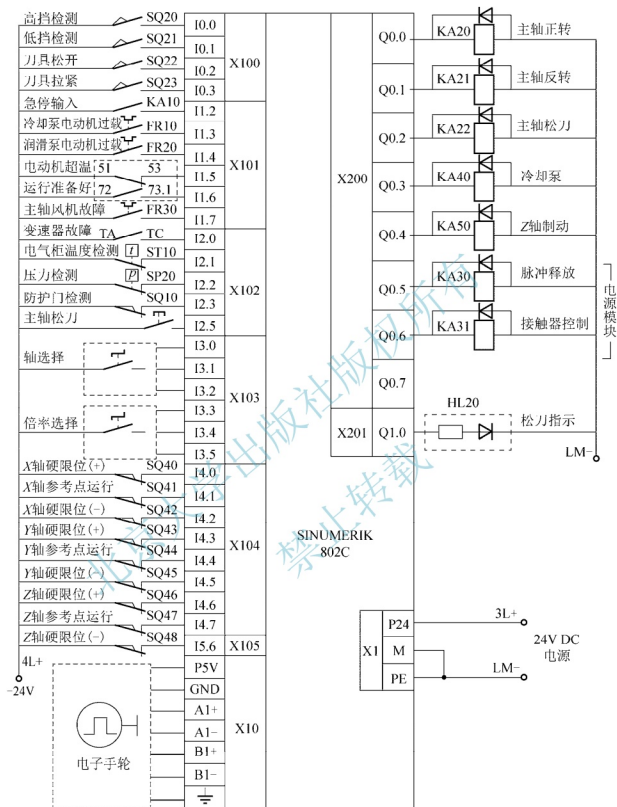 高挡检测 SQ20 I0.0
低挡检测 SQ21 I0.1
刀具松开 SQ22 I0.2
刀具拉紧 SQ23 I0.3
X100
急停输入 KA10 I1.2
冷却泵电动机过载 FR10 I1.3
润滑泵电动机过载 FR20 I1.4
电动机超温 51 53 I1.5
运行准备好 72 73.1 I1.6
主轴风机故障 FR30 I1.7
X101
变速器故障 TA TC I2.0
电气柜温度检测 t ST10 I2.1
压力检测 p SP20 I2.2
防护门检测 SQ10 I2.3
主轴松刀 I2.5
X102
I3.0
轴选择 I3.1
I3.2
I3.3
倍率选择 I3.4
I3.5
X103
X轴硬限位(+) SQ40 I4.0
X轴参考点运行 SQ41 I4.1
X轴硬限位(-) SQ42 I4.2
Y轴硬限位(+) SQ43 I4.3
Y轴参考点运行 SQ44 I4.4
Y轴硬限位(-) SQ45 I4.5
Z轴硬限位(+) SQ46 I4.6
Z轴参考点运行 SQ47 I4.7
X104
Z轴硬限位(-) SQ48 I5.6 X105
4L+
-24V
P5V
GND
A1+
A1-
B1+
B1-
X10
电子手轮
SINUMERIK
802C
X200
Q0.0 KA20 主轴正转
Q0.1 KA21 主轴反转
Q0.2 KA22 主轴松刀
Q0.3 KA40 冷却泵
Q0.4 KA50 Z轴制动
Q0.5 KA30 脉冲释放
Q0.6 KA31 接触器控制
电源模块
Q0.7
HL20
X201 Q1.0 松刀指示
LM-
X1
P24 3L+
M
PE LM-
24V DC
电源
北京大学出版社版权所有
禁止转载